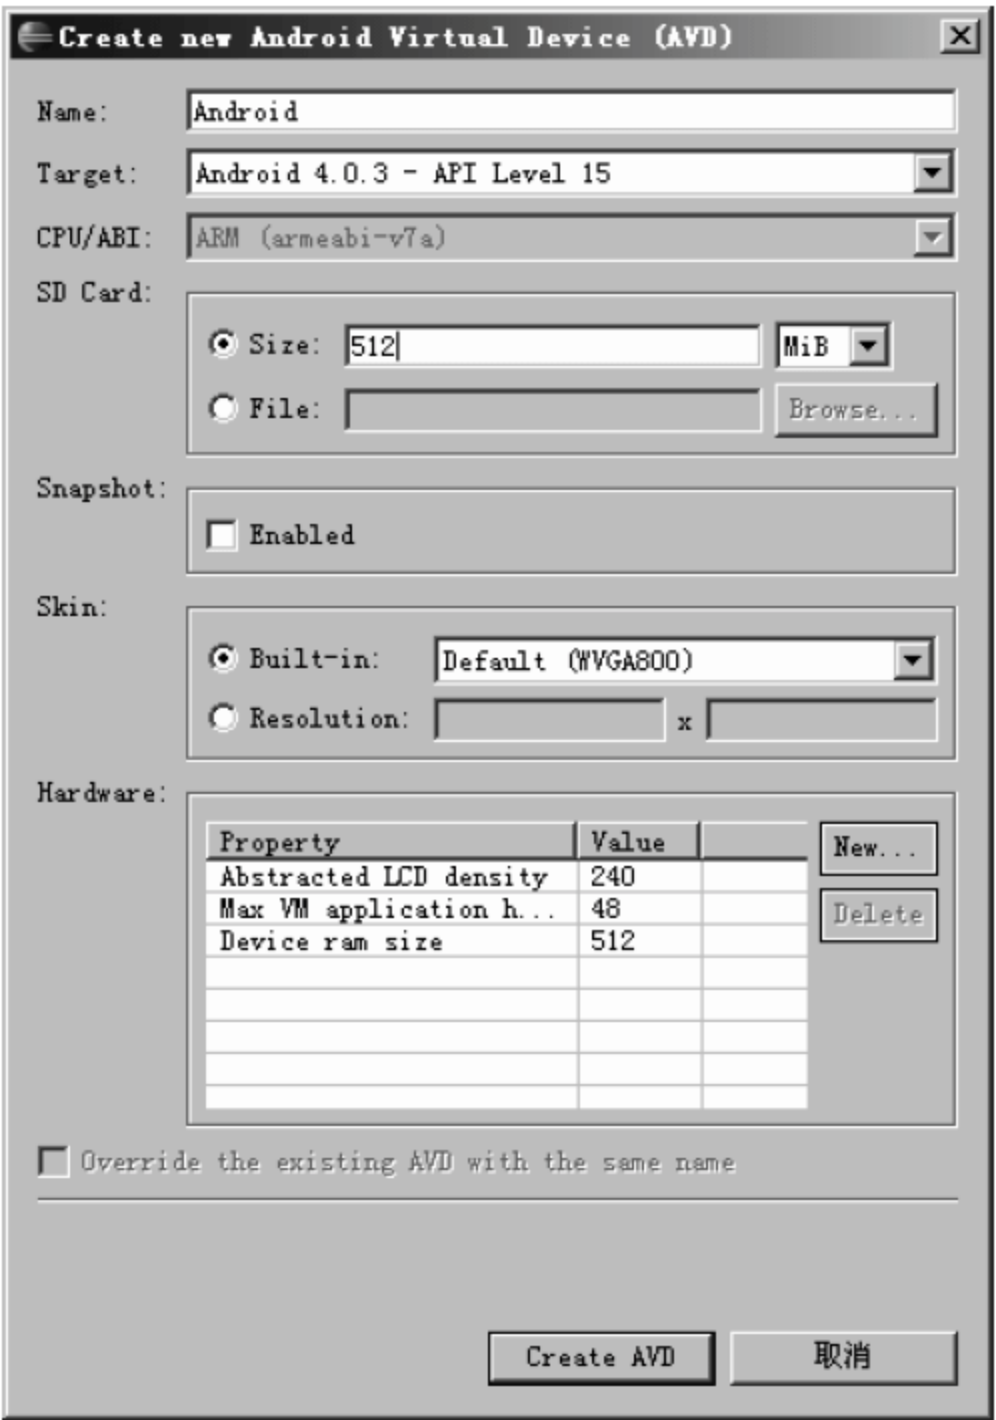 Create new Android Virtual Device (AVD)
Name: Android
Target: Android 4.0.3 - API Level 15
CPU/ABI: ARM (armeabi-v7a)
SD Card:
Size: 512 MiB
File: Browse...
Snapshot:
Enabled
Skin:
Built-in: Default (WVGA800)
Resolution: x
Hardware:
Property Value New...
Abstracted LCD density 240
Max VM application h... 48 Delete
Device ram size 512
Override the existing AVD with the same name
Create AVD 取消